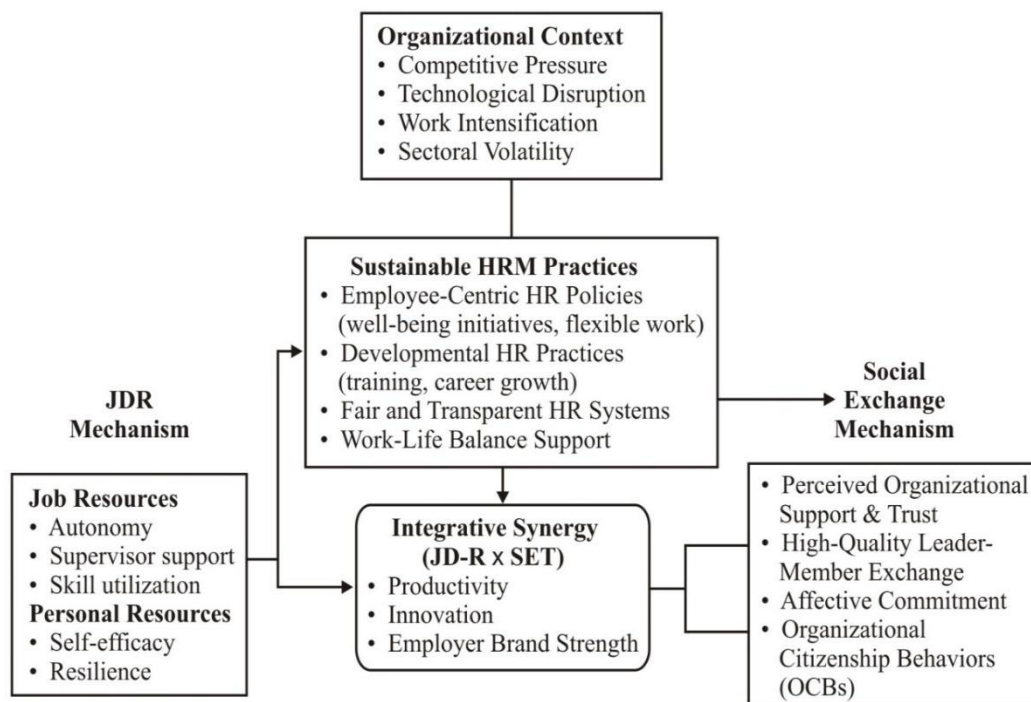 Organizational Context
• Competitive Pressure
• Technological Disruption
• Work Intensification
• Sectoral Volatility
Sustainable HRM Practices
• Employee-Centric HR Policies
(well-being initiatives, flexible work)
• Developmental HR Practices
(training, career growth)
• Fair and Transparent HR Systems
• Work-Life Balance Support
JDR
Mechanism
Job Resources
• Autonomy
• Supervisor support
• Skill utilization
Personal Resources
• Self-efficacy
• Resilience
Integrative Synergy
(JD-R x SET)
• Productivity
• Innovation
• Employer Brand Strength
Social
Exchange
Mechanism
• Perceived Organizational
Support & Trust
• High-Quality Leader-
Member Exchange
• Affective Commitment
• Organizational
Citizenship Behaviors
(OCBs)